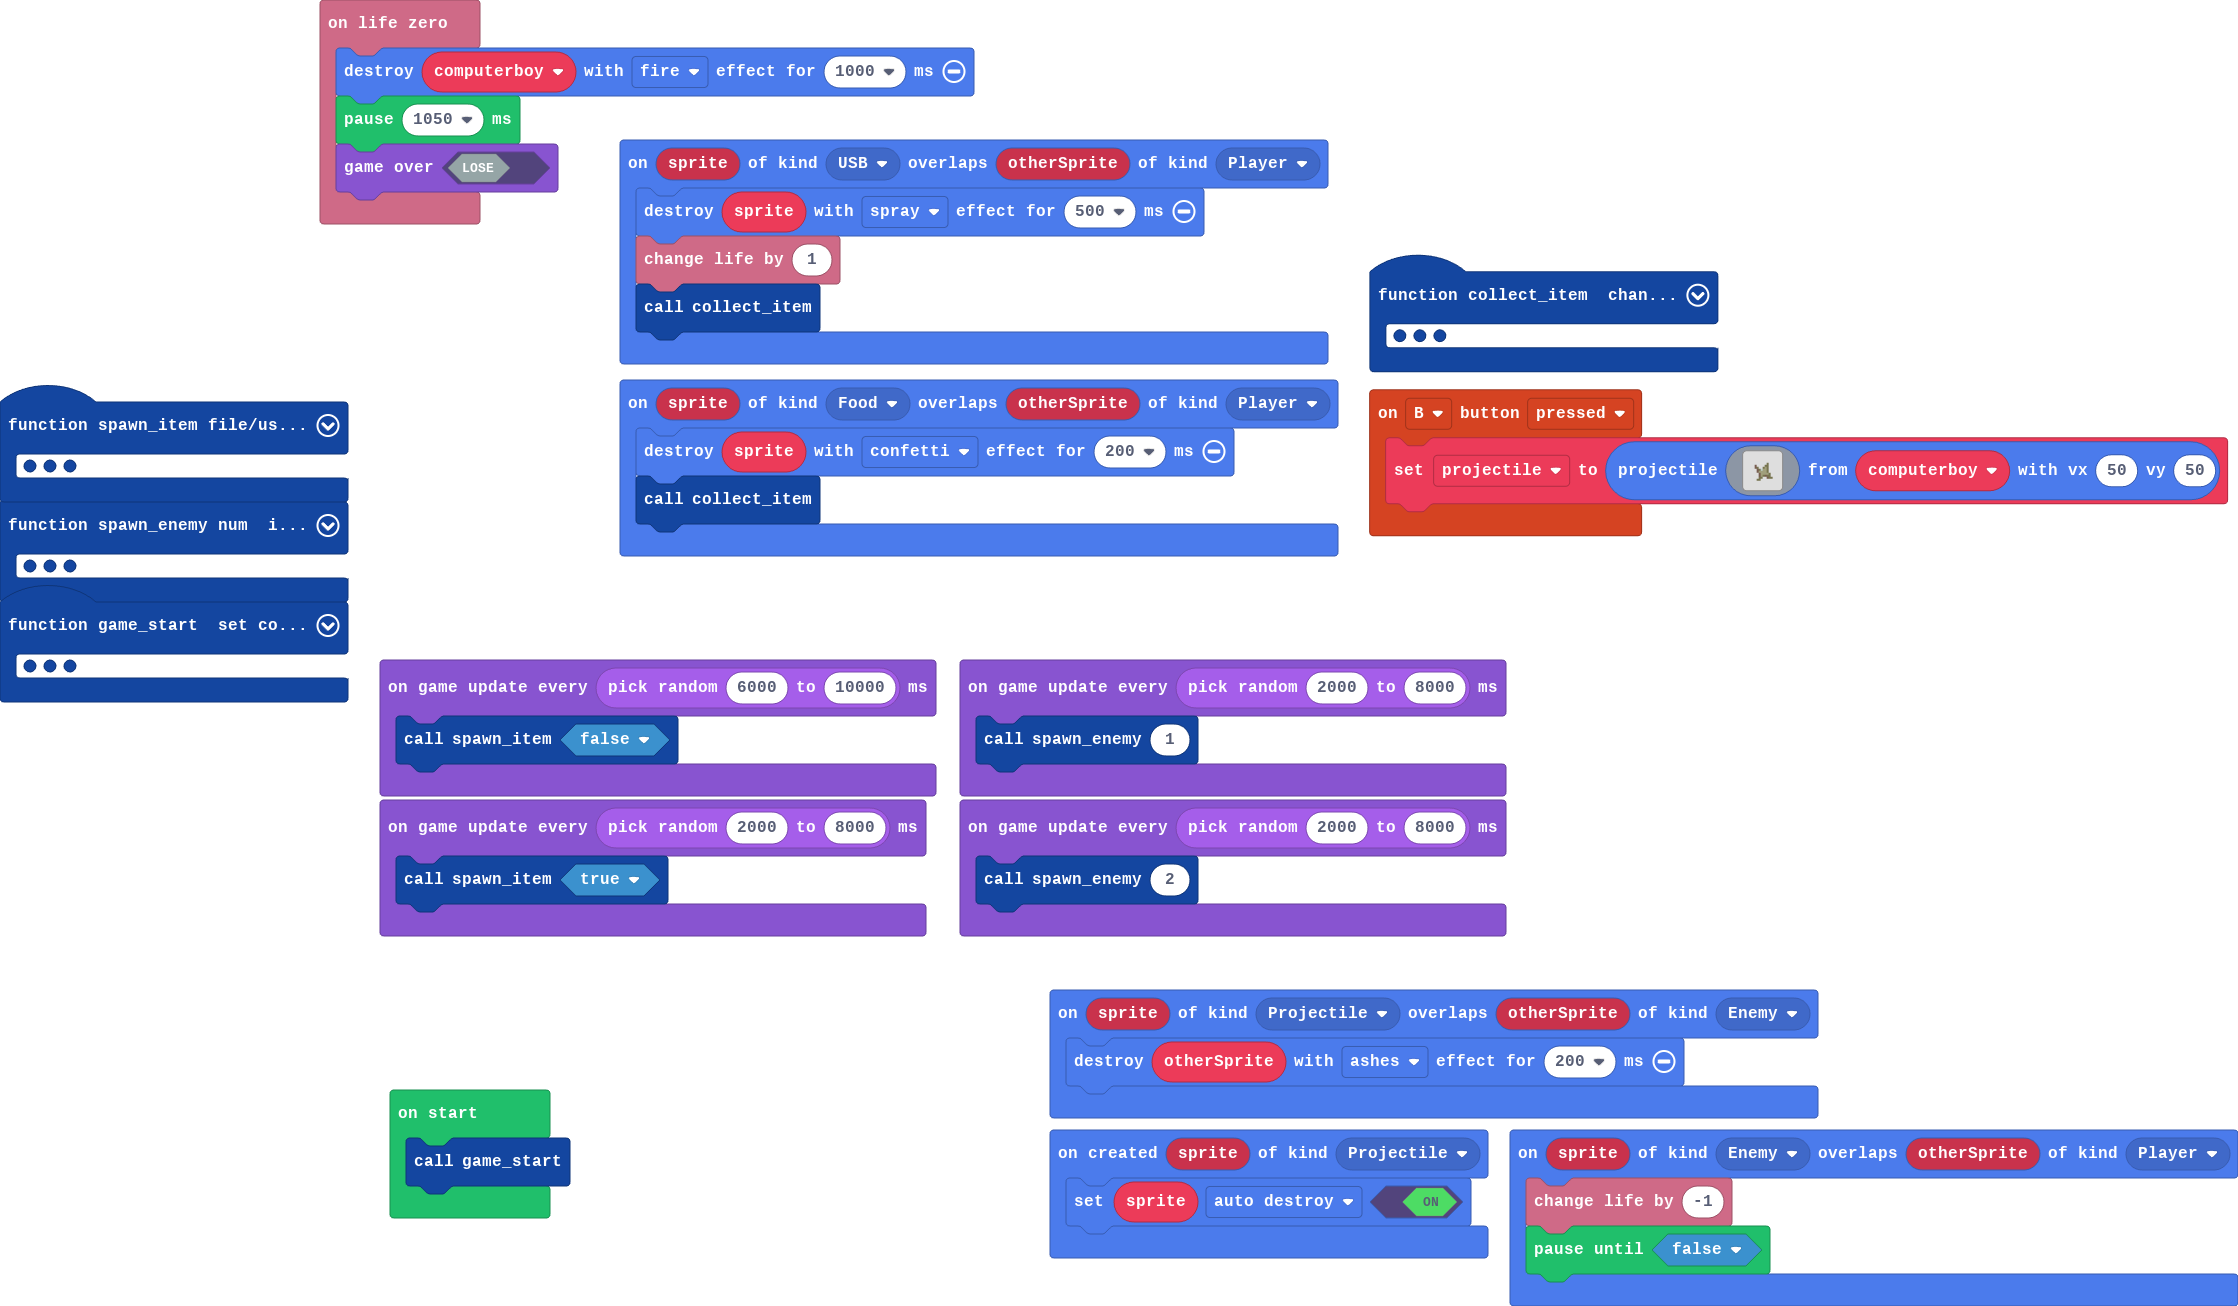 on life zero
destroy computerboy with fire effect for 1000 ms
pause 1050 ms
game over LOSE
on sprite of kind USB overlaps otherSprite of kind Player
destroy sprite with spray effect for 500 ms
change life by 1
call collect_item
function collect_item chan...
on sprite of kind Food overlaps otherSprite of kind Player
destroy sprite with confetti effect for 200 ms
call collect_item
on B button pressed
set projectile to projectile from computerboy with vx 50 vy 50
function spawn_item file/us...
function spawn_enemy num i...
function game_start set co...
on game update every pick random 6000 to 10000 ms
call spawn_item false
on game update every pick random 2000 to 8000 ms
call spawn_enemy 1
on game update every pick random 2000 to 8000 ms
call spawn_item true
on game update every pick random 2000 to 8000 ms
call spawn_enemy 2
on sprite of kind Projectile overlaps otherSprite of kind Enemy
destroy otherSprite with ashes effect for 200 ms
on start
call game_start
on created sprite of kind Projectile
set sprite auto destroy ON
on sprite of kind Enemy overlaps otherSprite of kind Player
change life by -1
pause until false